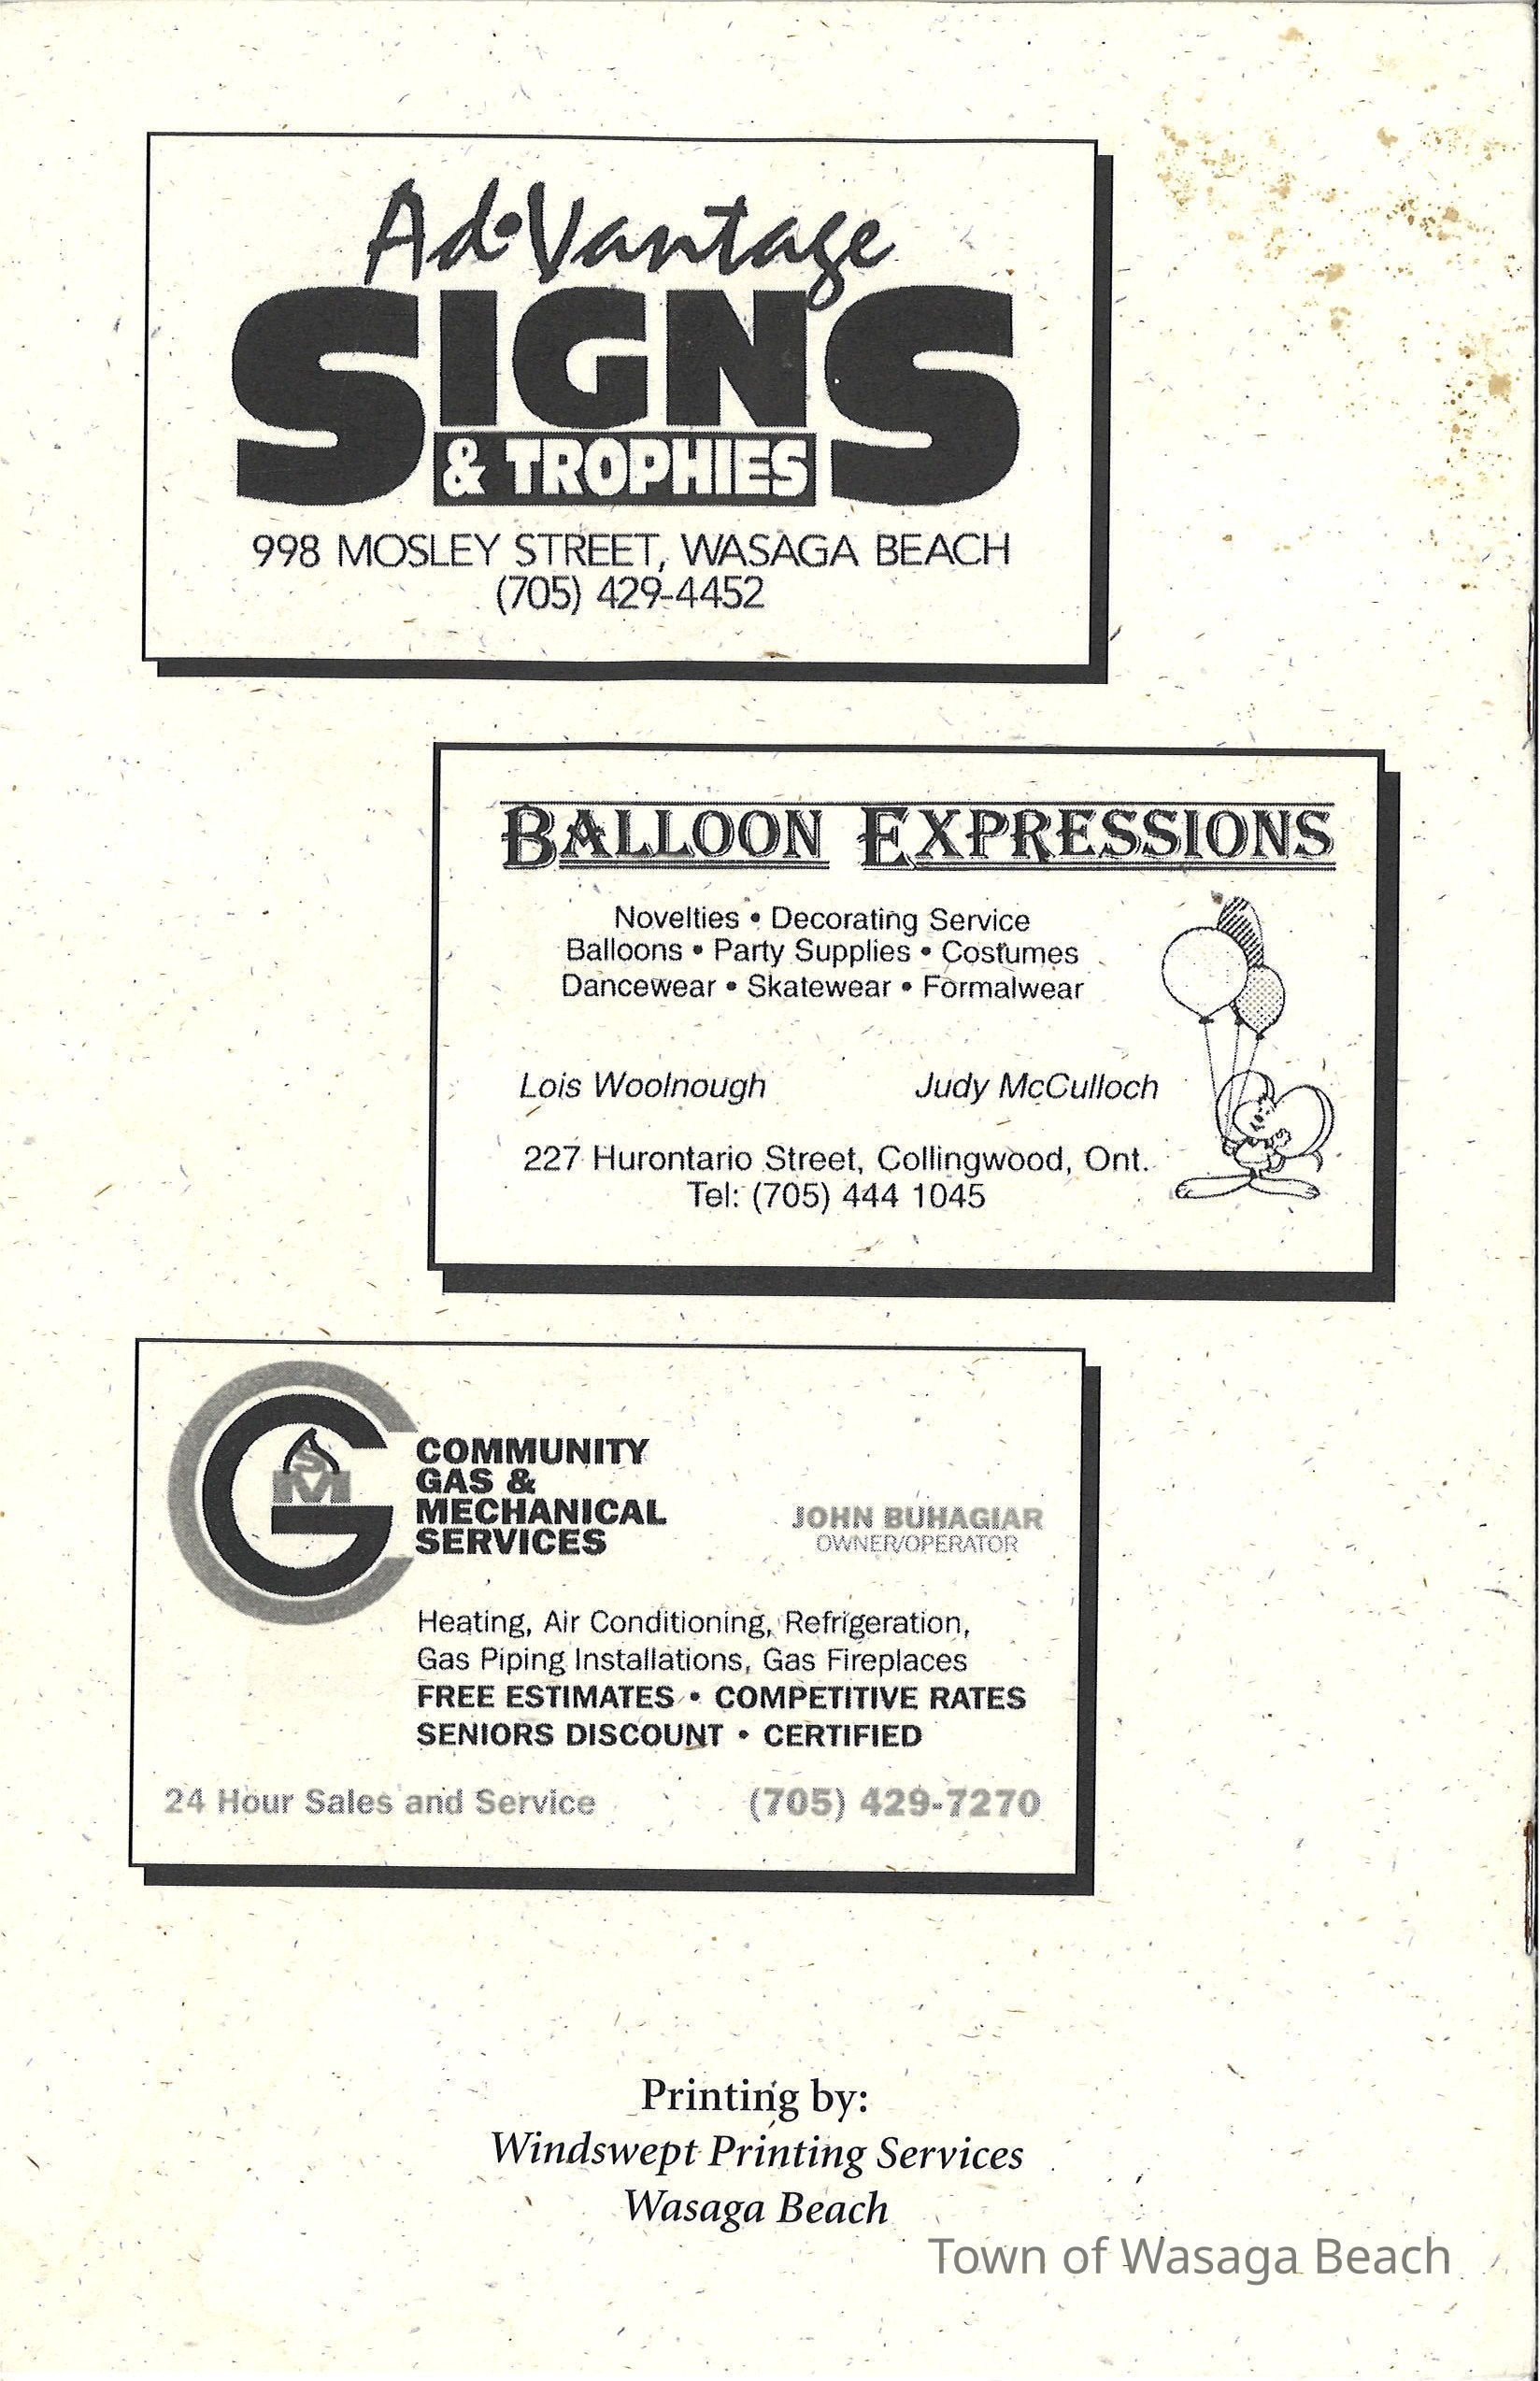 Ad•Vantage
SIGNS
& TROPHIES
998 MOSLEY STREET, WASAGA BEACH
(705) 429-4452
BALLOON EXPRESSIONS
Novelties • Decorating Service
Balloons • Party Supplies • Costumes
Dancewear • Skatewear • Formalwear
Lois Woolnough Judy McCulloch
227 Hurontario Street, Collingwood, Ont.
Tel: (705) 444 1045
CG
S
M
COMMUNITY
GAS &
MECHANICAL
SERVICES
JOHN BUHAGIAR
OWNER/OPERATOR
Heating, Air Conditioning, Refrigeration,
Gas Piping Installations, Gas Fireplaces
FREE ESTIMATES • COMPETITIVE RATES
SENIORS DISCOUNT • CERTIFIED
24 Hour Sales and Service (705) 429-7270
Printing by:
Windswept Printing Services
Wasaga Beach
Town of Wasaga Beach